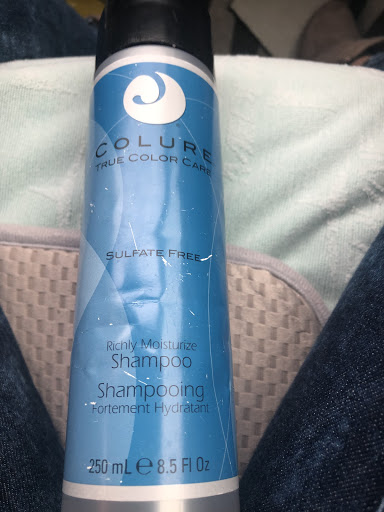 COLURE
TRUE COLOR CARE
SULFATE FREE
Richly Moisturize
Shampoo
Shampooing
Fortement Hydratant
250 mL ℮ 8.5 Fl Oz